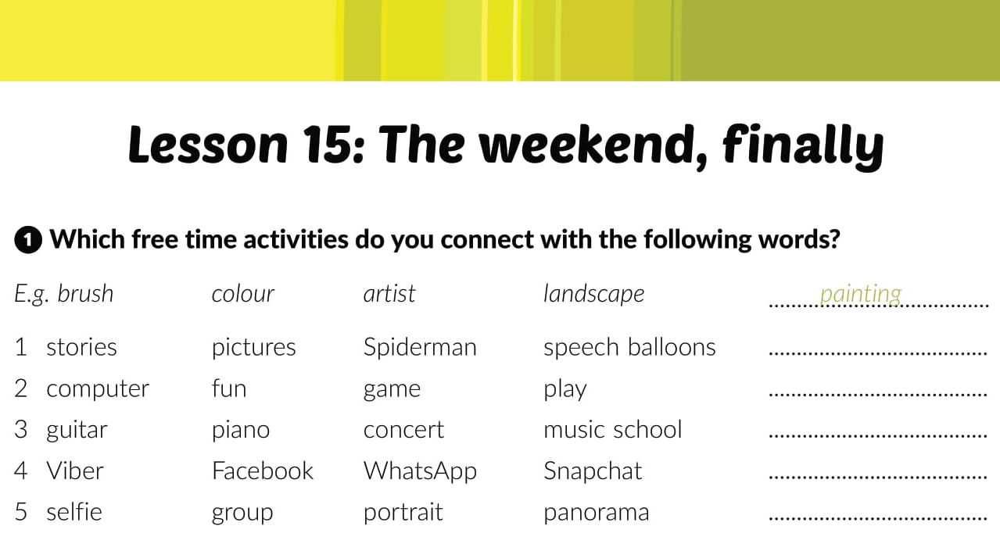 Lesson 15: The weekend, finally
1 Which free time activities do you connect with the following words?
E.g. brush colour artist landscape painting
1 stories pictures Spiderman speech balloons ....................................
2 computer fun game play ....................................
3 guitar piano concert music school ....................................
4 Viber Facebook WhatsApp Snapchat ....................................
5 selfie group portrait panorama ....................................